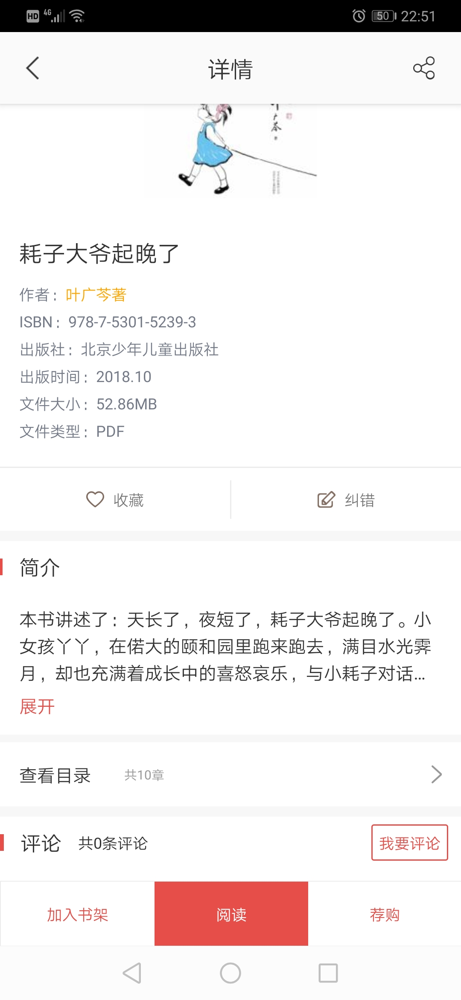 HD 4G 50 22:51
详情
广芩
耗子大爷起晚了
作者：叶广芩著
ISBN：978-7-5301-5239-3
出版社：北京少年儿童出版社
出版时间：2018.10
文件大小：52.86MB
文件类型：PDF
收藏 纠错
简介
本书讲述了：天长了，夜短了，耗子大爷起晚了。小
女孩丫丫，在偌大的颐和园里跑来跑去，满目水光霁
月，却也充满着成长中的喜怒哀乐，与小耗子对话...
展开
查看目录 共10章
评论 共0条评论 我要评论
加入书架 阅读 荐购